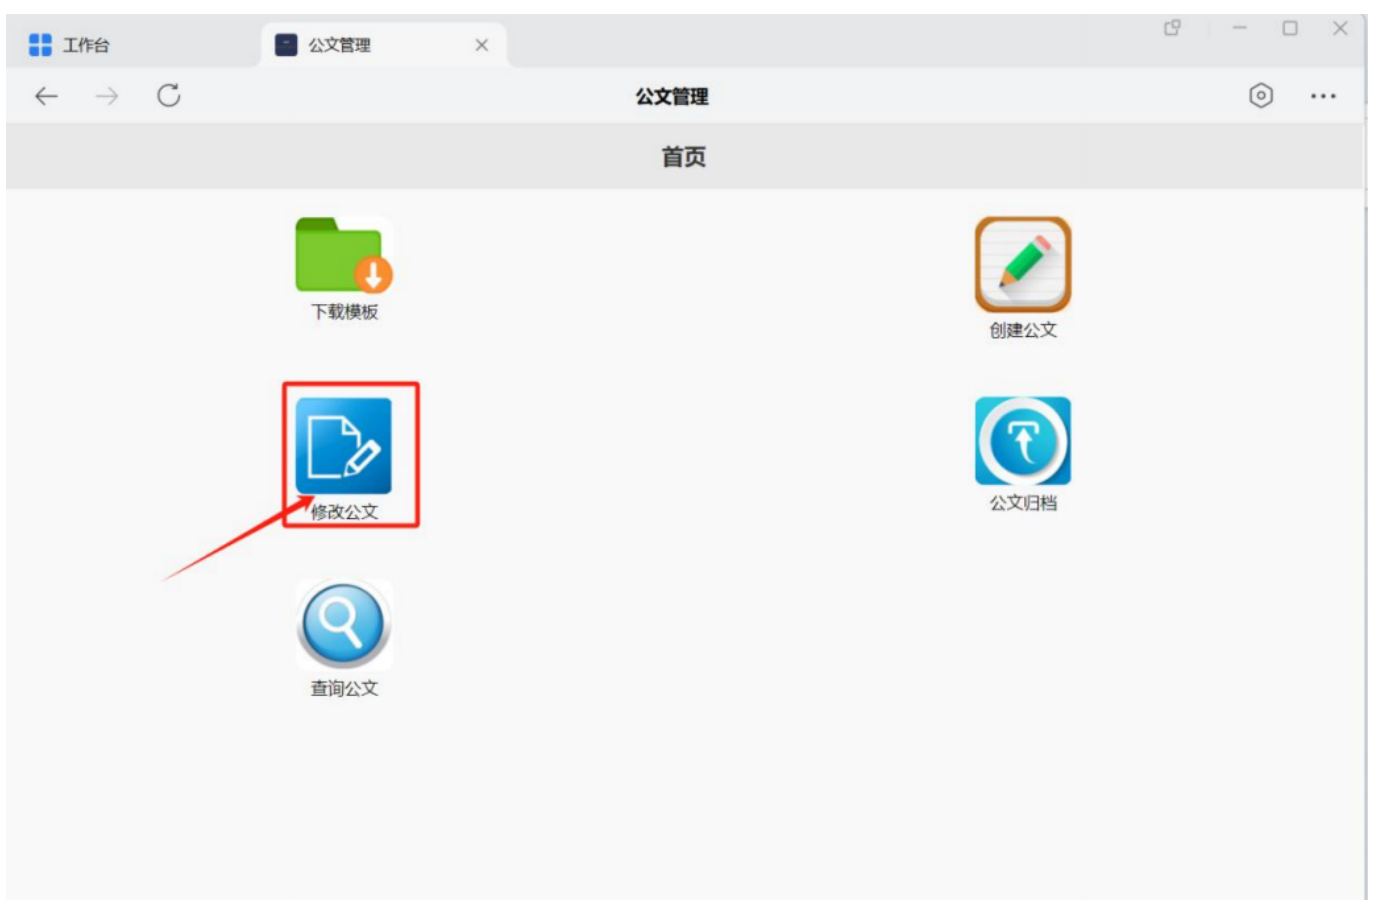 工作台
公文管理
公文管理
首页
下载模板
创建公文
修改公文
公文归档
查询公文